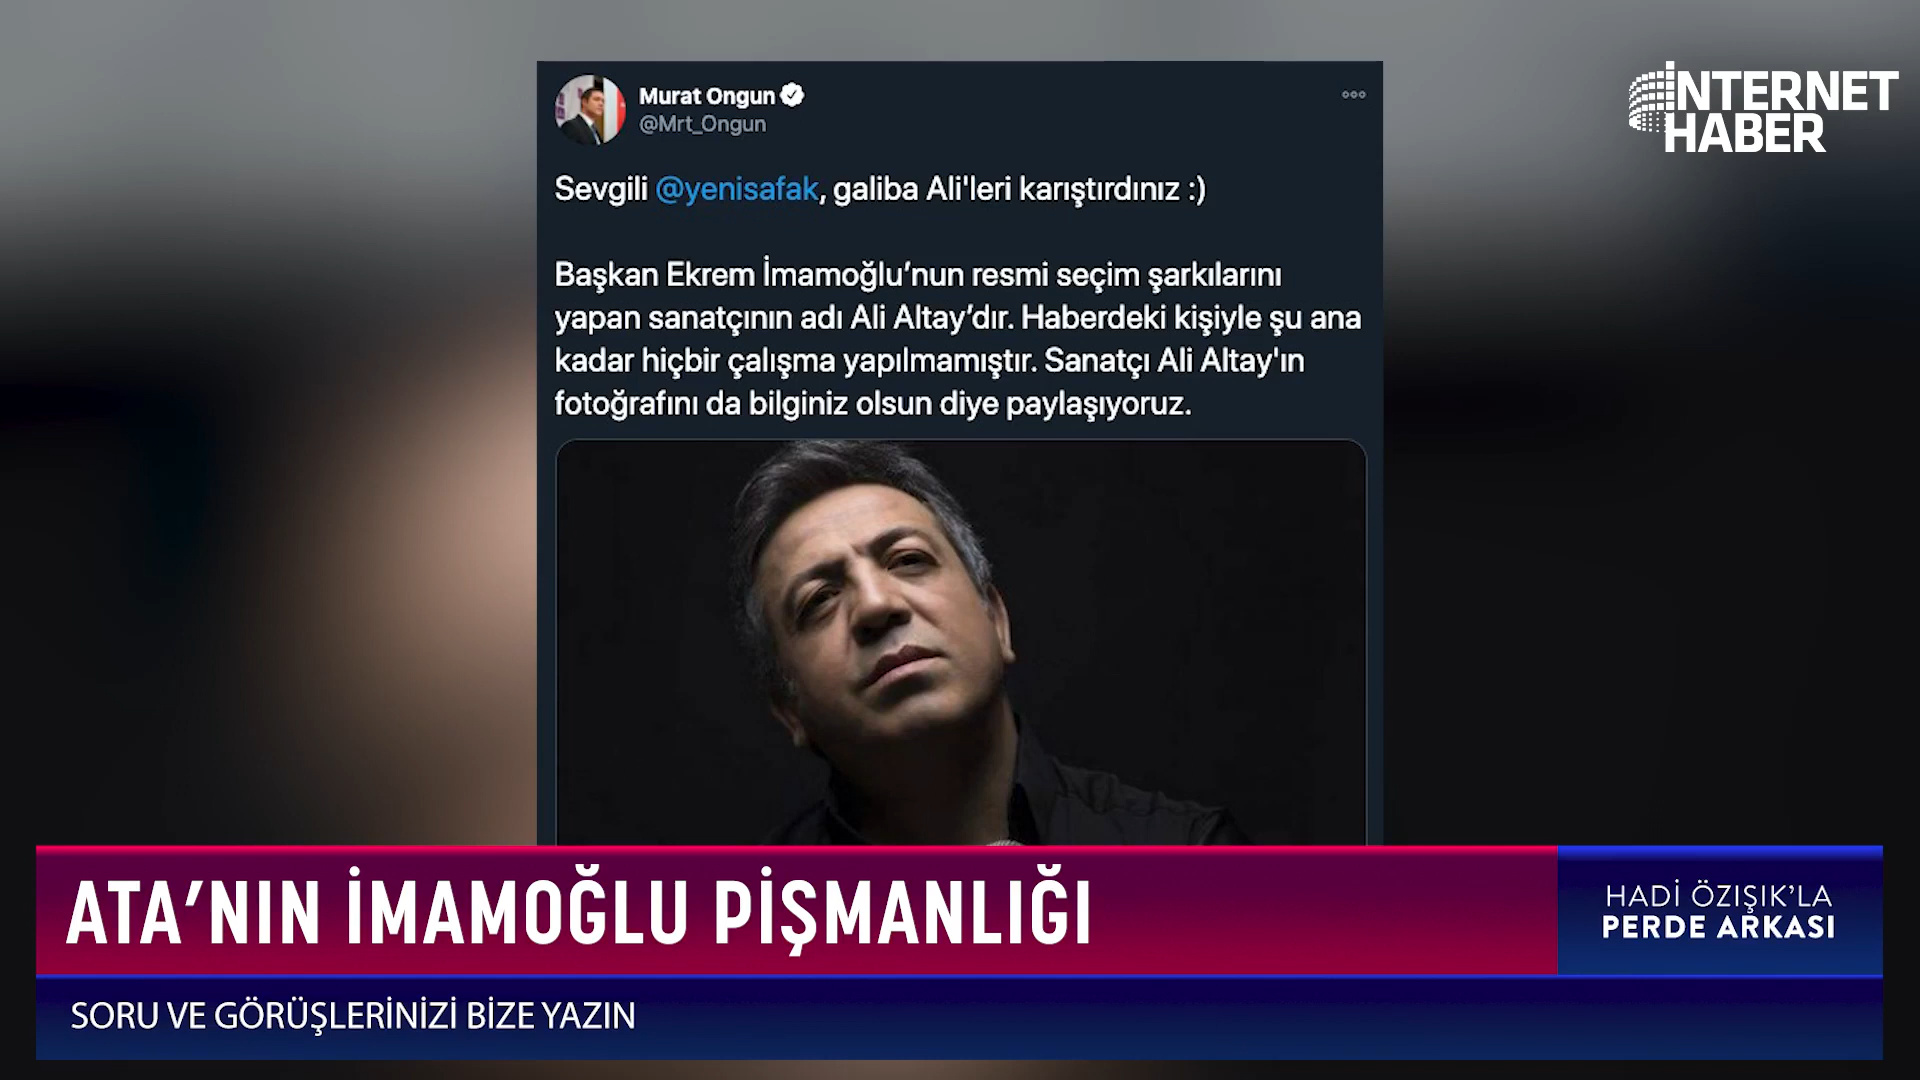 Murat Ongun
@Mrt_Ongun
Sevgili @yenisafak, galiba Ali'leri karıştırdınız :)
Başkan Ekrem İmamoğlu’nun resmi seçim şarkılarını
yapan sanatçının adı Ali Altay’dır. Haberdeki kişiyle şu ana
kadar hiçbir çalışma yapılmamıştır. Sanatçı Ali Altay'ın
fotoğrafını da bilginiz olsun diye paylaşıyoruz.
İNTERNET
HABER
ATA’NIN İMAMOĞLU PİŞMANLIĞI
HADİ ÖZIŞIK’LA
PERDE ARKASI
SORU VE GÖRÜŞLERİNİZİ BİZE YAZIN